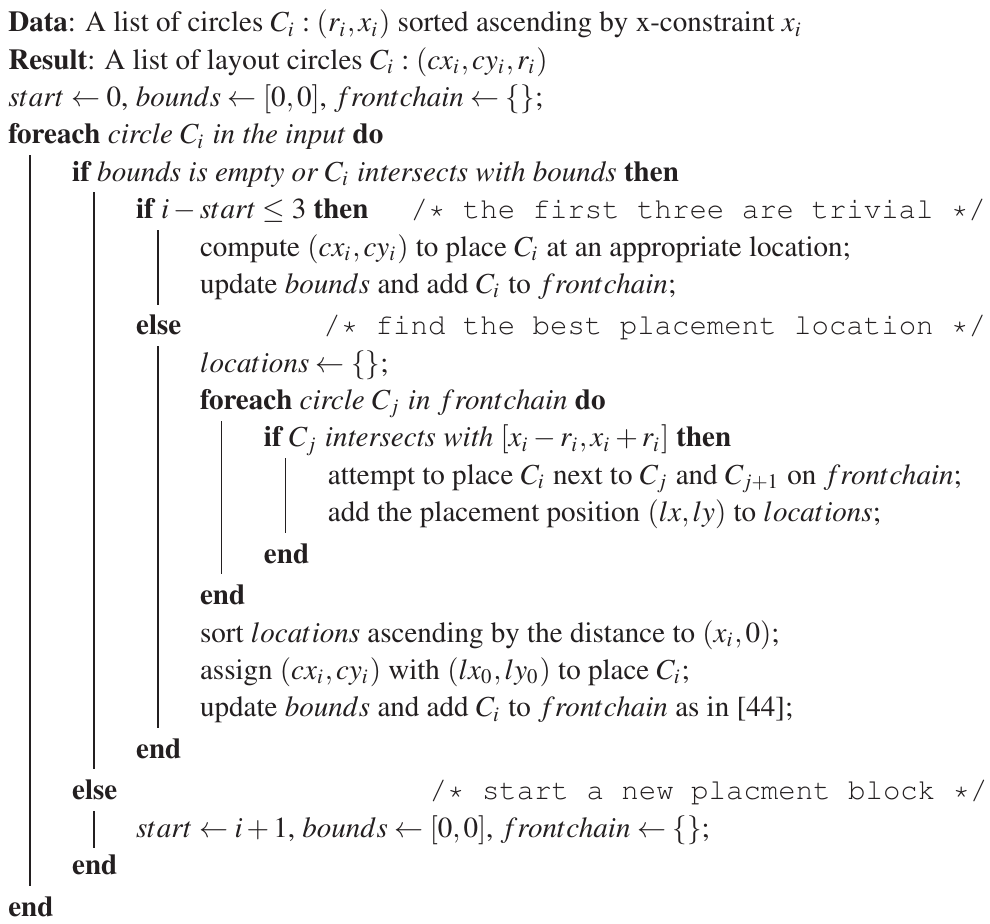 Data: A list of circles C_i : (r_i, x_i) sorted ascending by x-constraint x_i
Result: A list of layout circles C_i : (cx_i, cy_i, r_i)
start ← 0, bounds ← [0,0], frontchain ← {};
foreach circle C_i in the input do
if bounds is empty or C_i intersects with bounds then
if i − start ≤ 3 then /* the first three are trivial */
compute (cx_i, cy_i) to place C_i at an appropriate location;
update bounds and add C_i to frontchain;
else /* find the best placement location */
locations ← {};
foreach circle C_j in frontchain do
if C_j intersects with [x_i − r_i, x_i + r_i] then
attempt to place C_i next to C_j and C_{j+1} on frontchain;
add the placement position (lx, ly) to locations;
end
end
sort locations ascending by the distance to (x_i, 0);
assign (cx_i, cy_i) with (lx_0, ly_0) to place C_i;
update bounds and add C_i to frontchain as in [44];
end
else /* start a new placment block */
start ← i + 1, bounds ← [0,0], frontchain ← {};
end
end